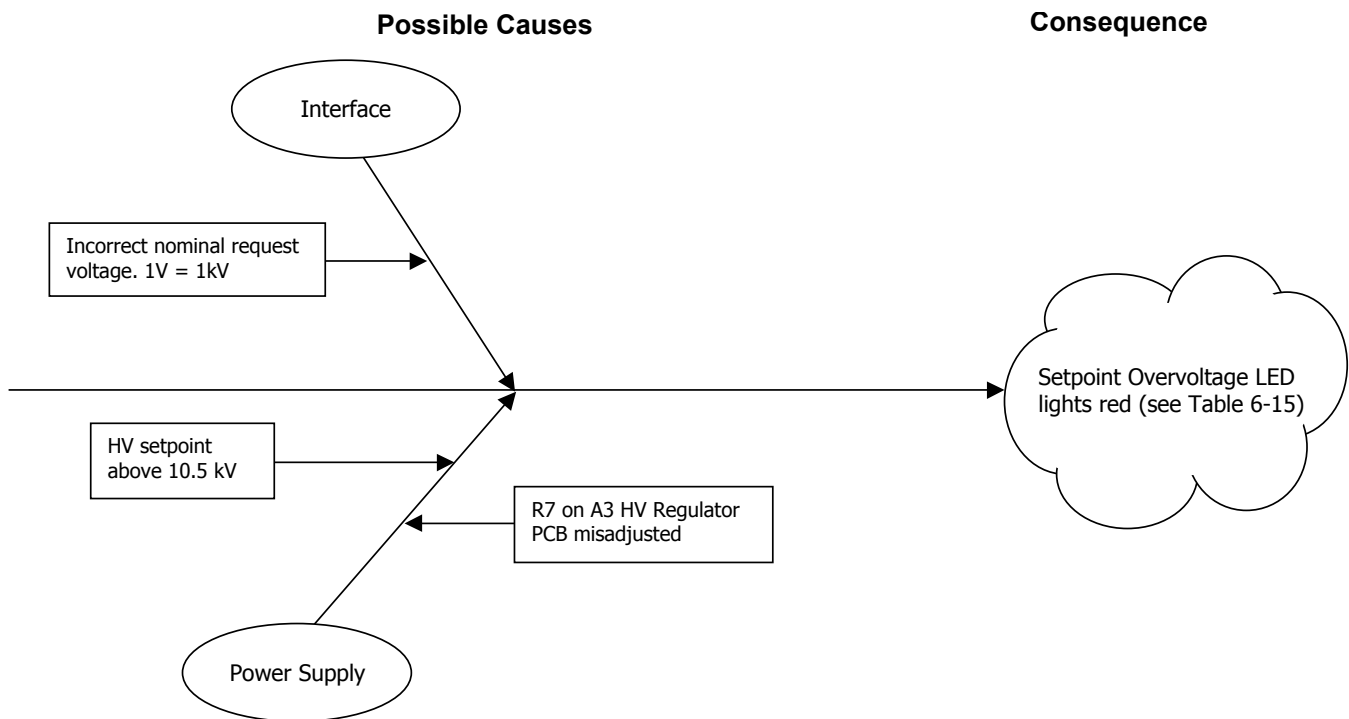 Possible Causes
Consequence
Interface
Incorrect nominal request
voltage. 1V = 1kV
Setpoint Overvoltage LED
lights red (see Table 6-15)
HV setpoint
above 10.5 kV
R7 on A3 HV Regulator
PCB misadjusted
Power Supply